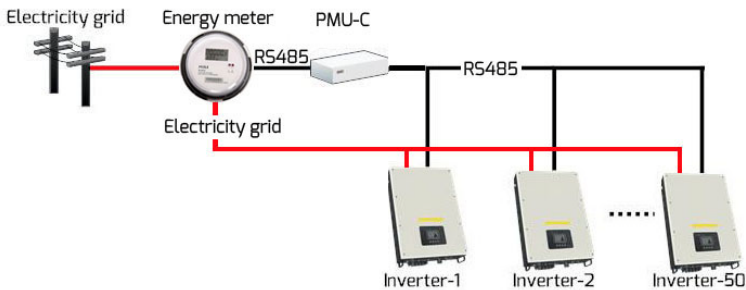 Electricity grid
Energy meter
PMU-C
RS485
RS485
Electricity grid
Inverter-1
Inverter-2
Inverter-50